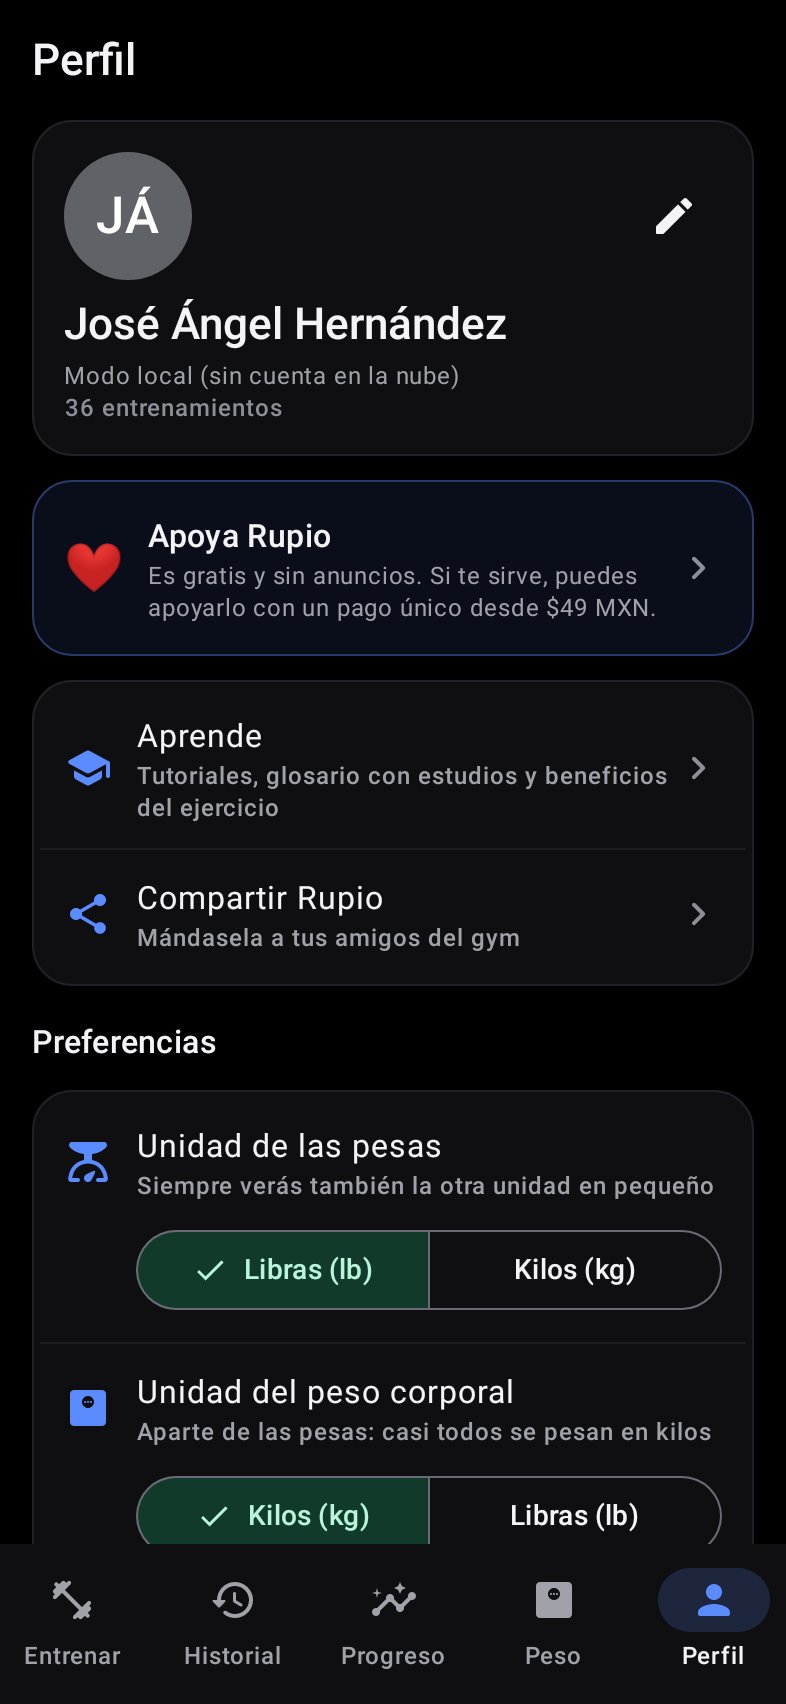 Perfil
JÁ
José Ángel Hernández
Modo local (sin cuenta en la nube)
36 entrenamientos
Apoya Rupio
Es gratis y sin anuncios. Si te sirve, puedes
apoyarlo con un pago único desde $49 MXN.
Aprende
Tutoriales, glosario con estudios y beneficios
del ejercicio
Compartir Rupio
Mándasela a tus amigos del gym
Preferencias
Unidad de las pesas
Siempre verás también la otra unidad en pequeño
Libras (lb)
Kilos (kg)
Unidad del peso corporal
Aparte de las pesas: casi todos se pesan en kilos
Kilos (kg)
Libras (lb)
Entrenar
Historial
Progreso
Peso
Perfil